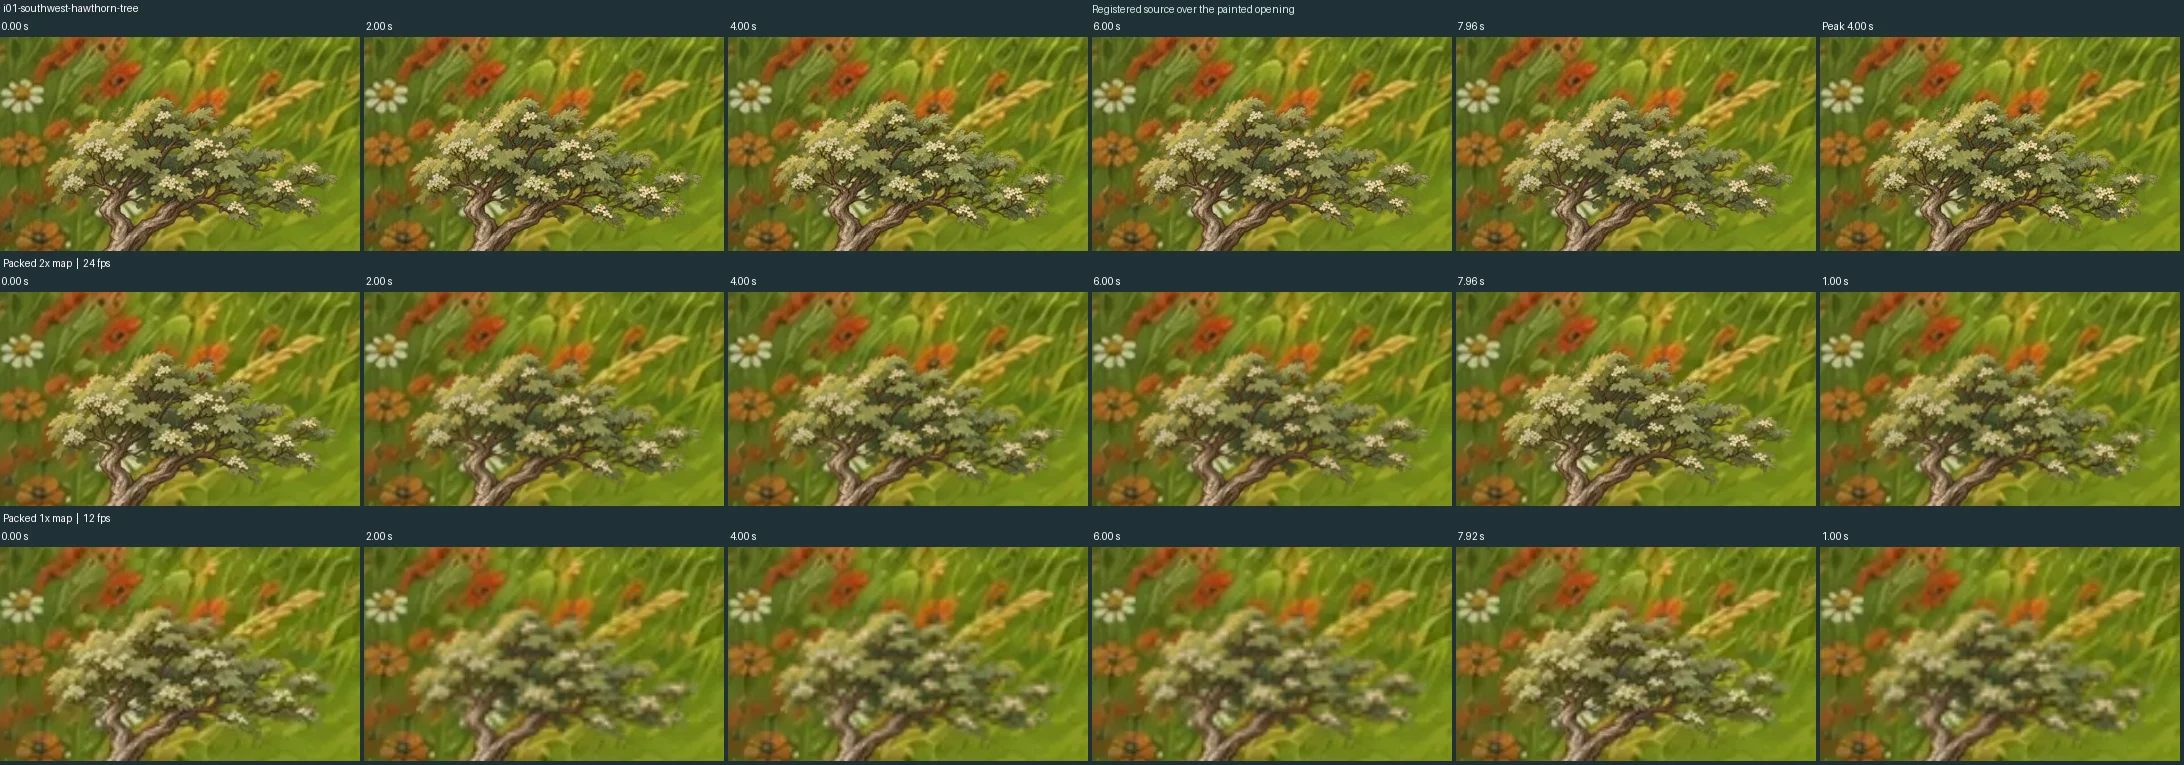 i01-southwest-hawthorn-tree
Registered source over the painted opening
0.00 s
2.00 s
4.00 s
6.00 s
7.96 s
Peak 4.00 s
Packed 2x map | 24 fps
0.00 s
2.00 s
4.00 s
6.00 s
7.96 s
1.00 s
Packed 1x map | 12 fps
0.00 s
2.00 s
4.00 s
6.00 s
7.92 s
1.00 s